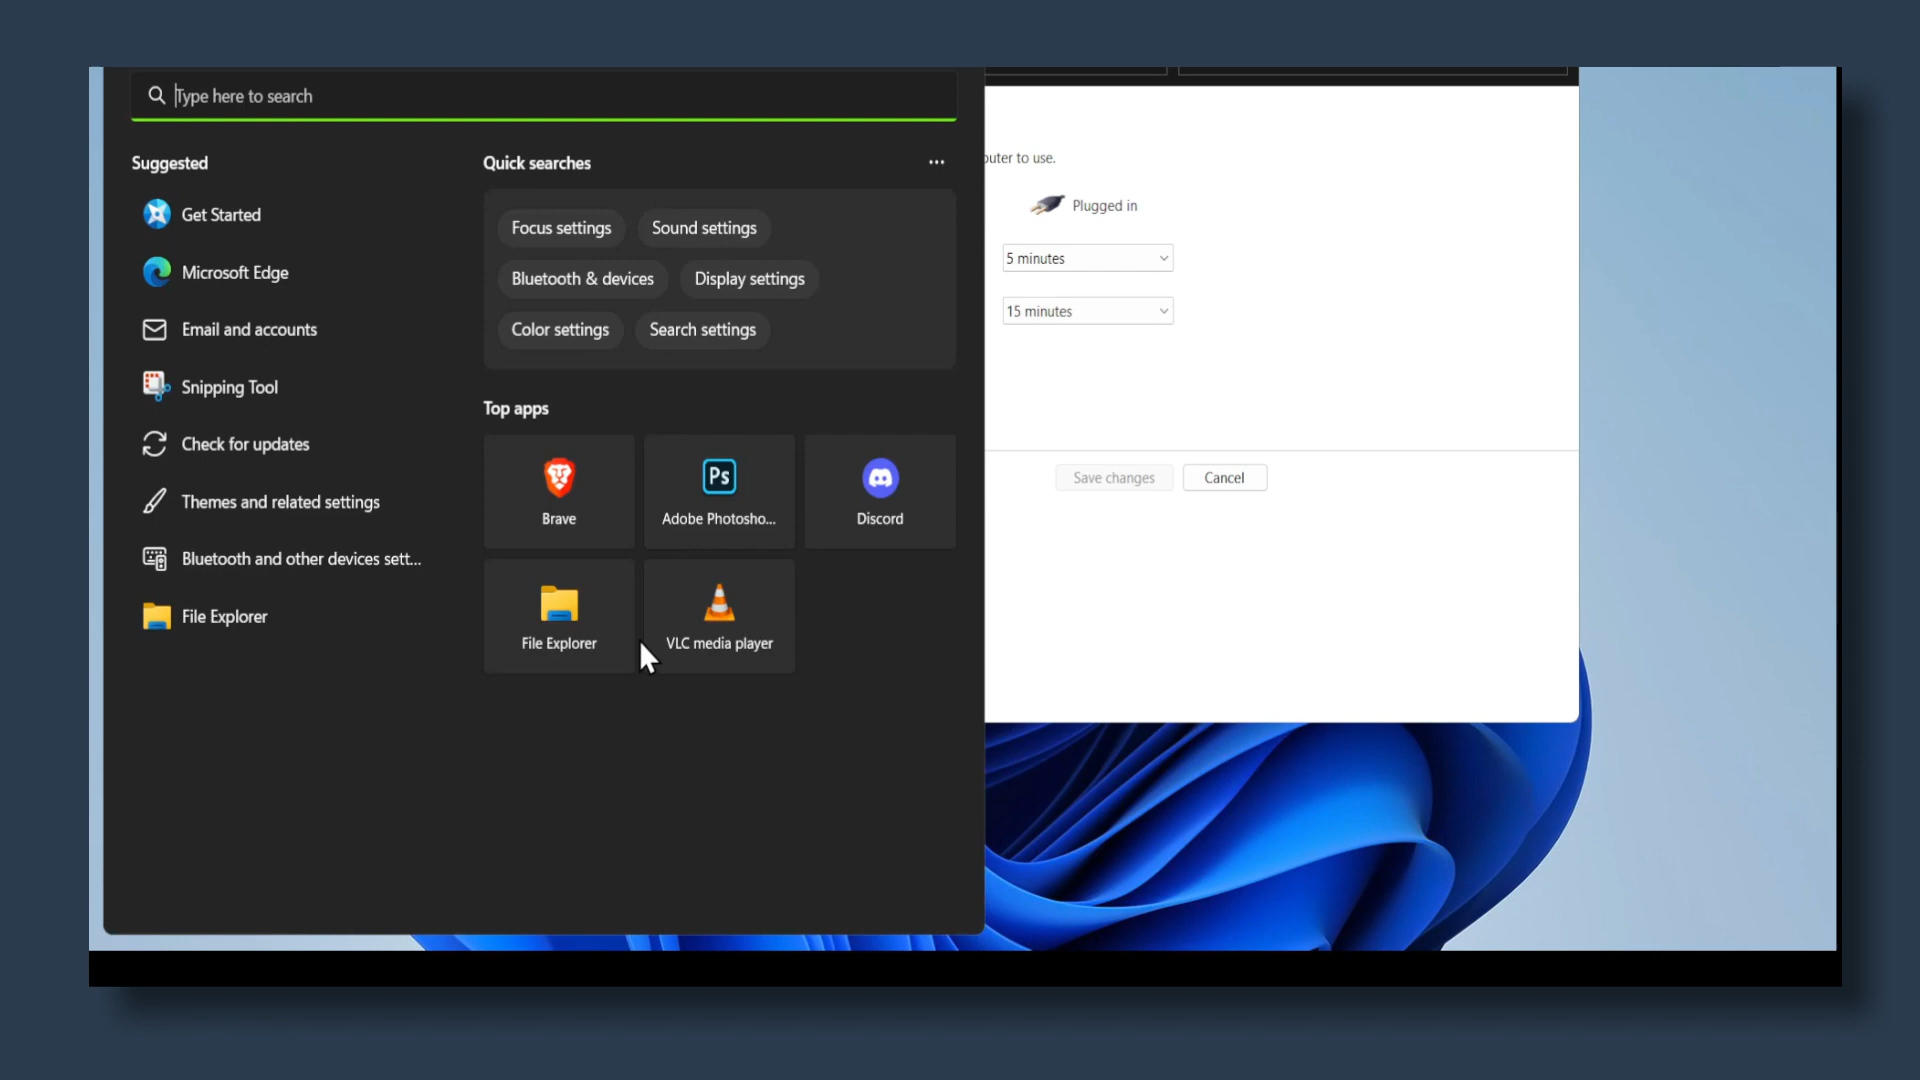 Type here to search
Suggested
Get Started
Microsoft Edge
Email and accounts
Snipping Tool
Check for updates
Themes and related settings
Bluetooth and other devices sett...
File Explorer
Quick searches
Focus settings
Sound settings
Bluetooth & devices
Display settings
Color settings
Search settings
Top apps
Brave
Ps
Adobe Photosho...
Discord
File Explorer
VLC media player
to use.
Plugged in
5 minutes
15 minutes
Save changes
Cancel